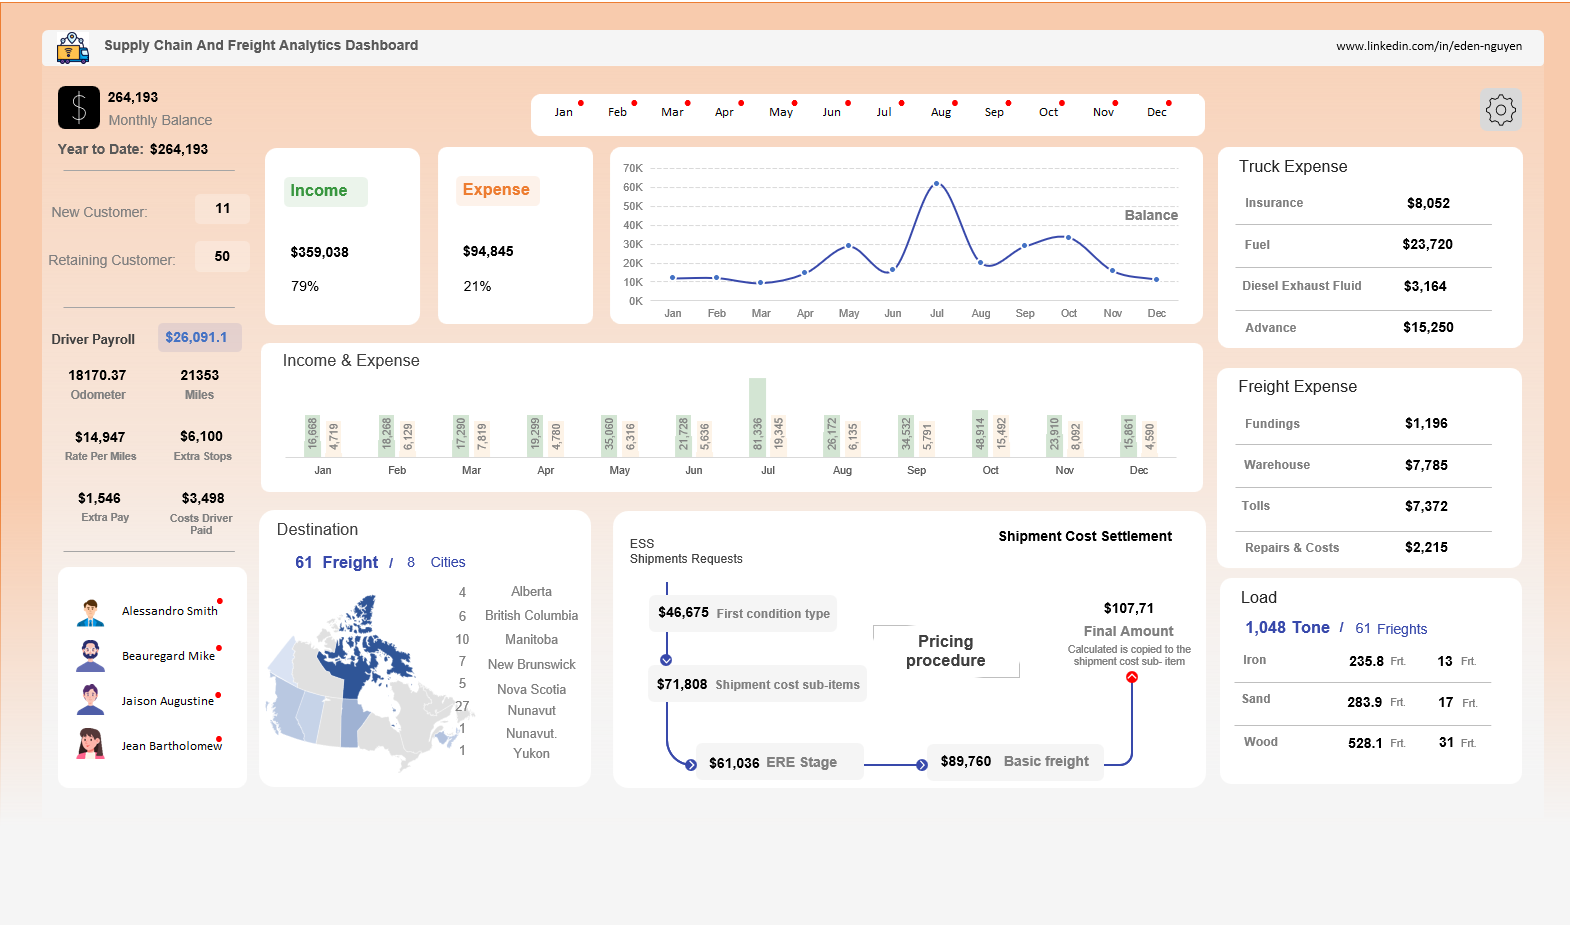 Supply Chain And Freight Analytics Dashboard
www.linkedin.com/in/eden-nguyen
264,193
Monthly Balance
Year to Date: $264,193
Jan Feb Mar Apr May Jun Jul Aug Sep Oct Nov Dec
New Customer: 11
Retaining Customer: 50
Driver Payroll $26,091.1
18170.37 21353
Odometer Miles
$14,947 $6,100
Rate Per Miles Extra Stops
$1,546 $3,498
Extra Pay Costs Driver
Paid
Alessandro Smith
Beauregard Mike
Jaison Augustine
Jean Bartholomew
Income
$359,038
79%
Expense
$94,845
21%
70K
60K
50K
40K
30K
20K
10K
0K
Balance
Jan Feb Mar Apr May Jun Jul Aug Sep Oct Nov Dec
Income & Expense
16,668 4,719 18,268 6,129 17,290 7,819 19,299 4,780 35,060 6,316 21,728 5,636 81,336 19,345 26,172 6,135 34,532 5,791 48,914 15,492 23,910 8,092 15,861 4,590
Jan Feb Mar Apr May Jun Jul Aug Sep Oct Nov Dec
Destination
61 Freight / 8 Cities
4 Alberta
6 British Columbia
10 Manitoba
7 New Brunswick
5 Nova Scotia
27 Nunavut
1 Nunavut.
1 Yukon
Shipment Cost Settlement
ESS
Shipments Requests
$46,675 First condition type
$71,808 Shipment cost sub-items
$61,036 ERE Stage
$89,760 Basic freight
Pricing
procedure
$107,71
Final Amount
Calculated is copied to the
shipment cost sub- item
Truck Expense
Insurance $8,052
Fuel $23,720
Diesel Exhaust Fluid $3,164
Advance $15,250
Freight Expense
Fundings $1,196
Warehouse $7,785
Tolls $7,372
Repairs & Costs $2,215
Load
1,048 Tone / 61 Frieghts
Iron 235.8 Frt. 13 Frt.
Sand 283.9 Frt. 17 Frt.
Wood 528.1 Frt. 31 Frt.